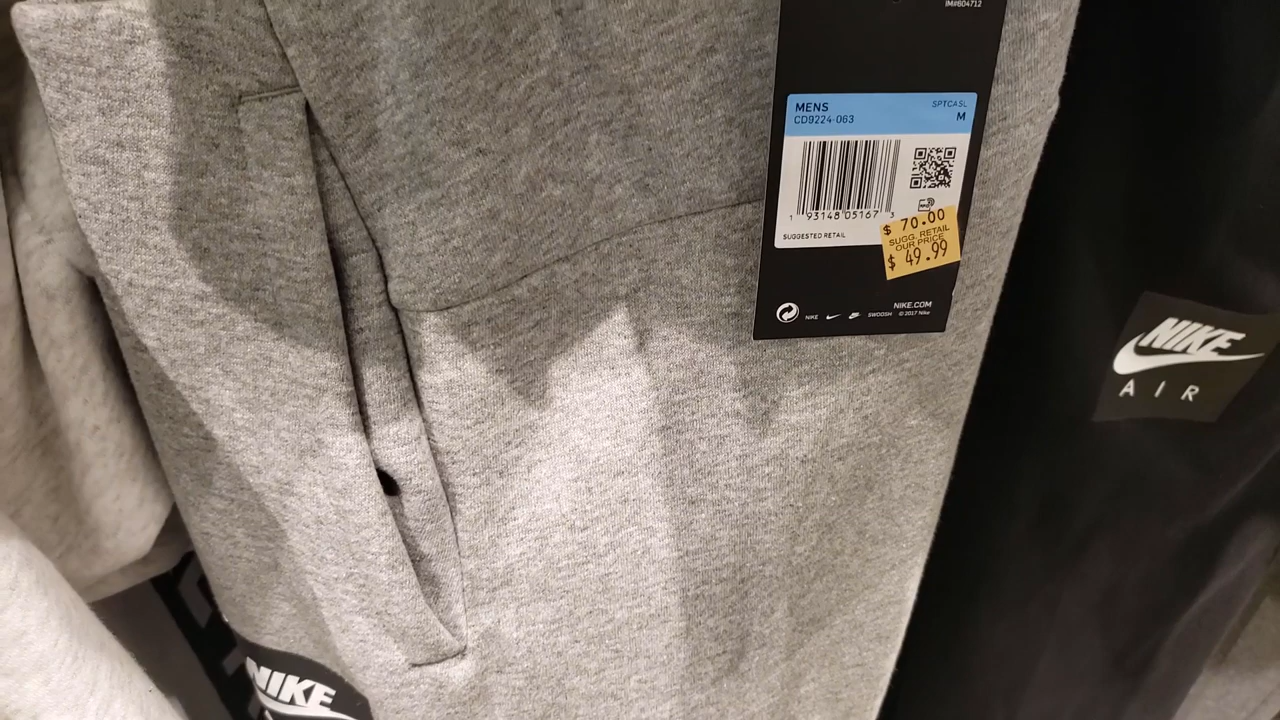 IM#604712
MENS
SPTCASL
CD9224-063
M
1 93148 05167 3
SUGGESTED RETAIL
$ 70.00
SUGG. RETAIL
OUR PRICE
$ 49.99
NIKE.COM
NIKE SWOOSH © 2017 Nike
NIKE
AIR
NIKE